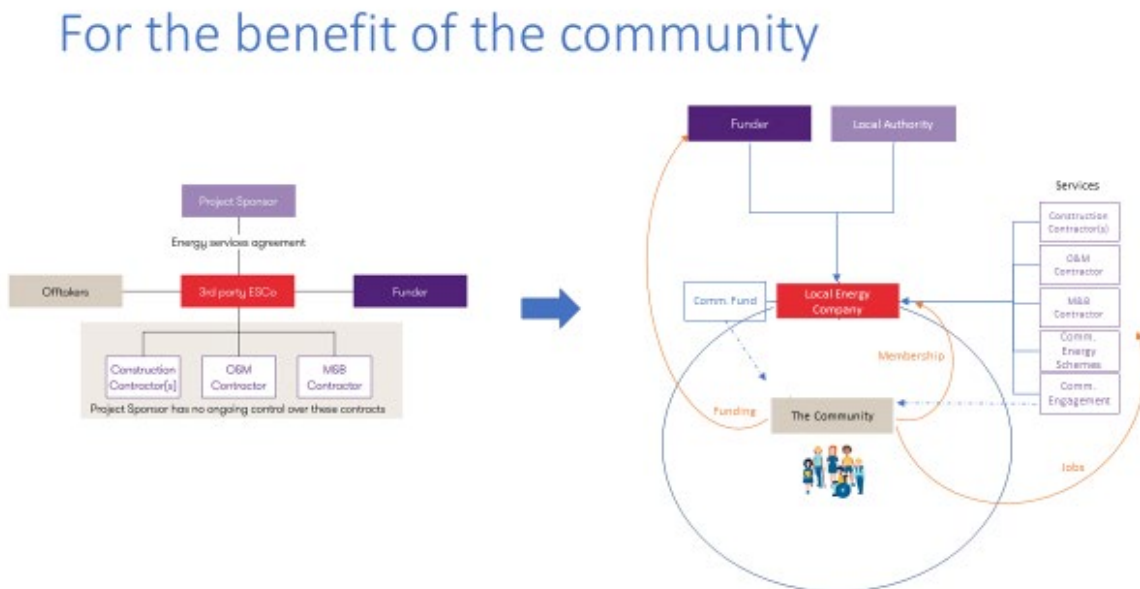 For the benefit of the community
Project Sponsor
Energy services agreement
Offtakers
3rd party ESCo
Funder
Construction
Contractor(s)
O&M
Contractor
M&B
Contractor
Project Sponsor has no ongoing control over these contracts
Funder
Local Authority
Services
Construction
Contractor(s)
O&M
Contractor
M&B
Contractor
Comm.
Energy
Schemes
Comm.
Engagement
Comm. Fund
Local Energy
Company
Membership
Funding
The Community
Jobs